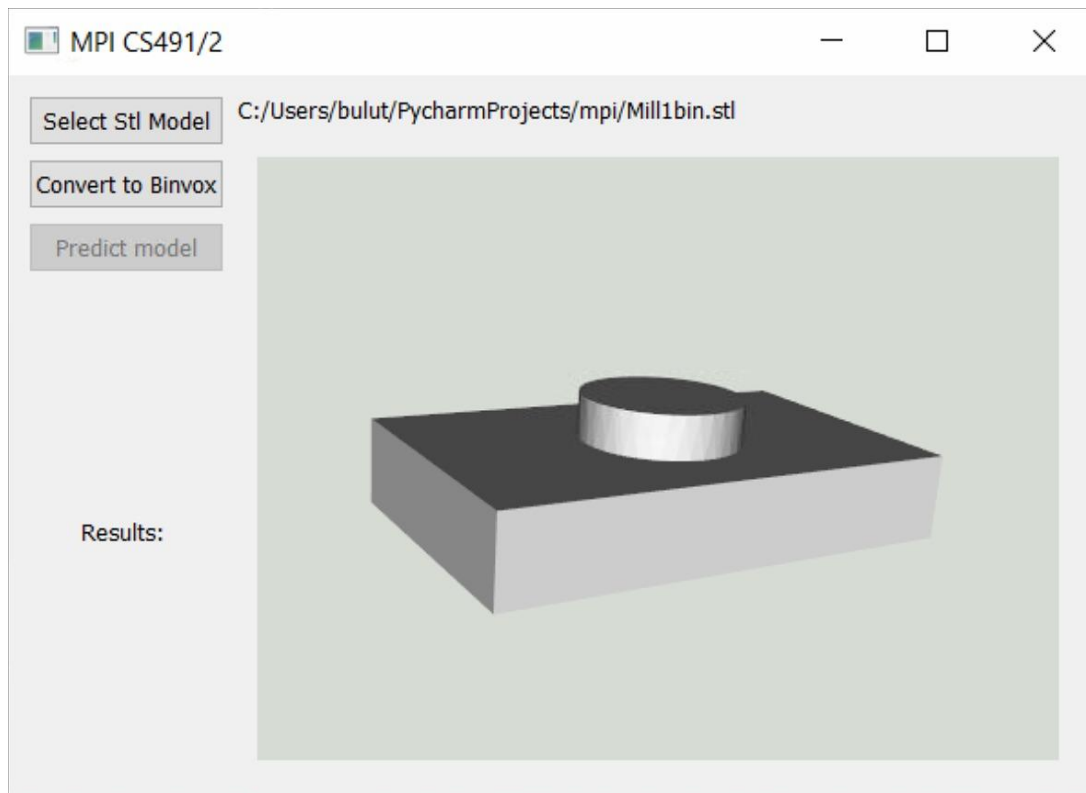 MPI CS491/2
Select Stl Model
C:/Users/bulut/PycharmProjects/mpi/Mill1bin.stl
Convert to Binvox
Predict model
Results: